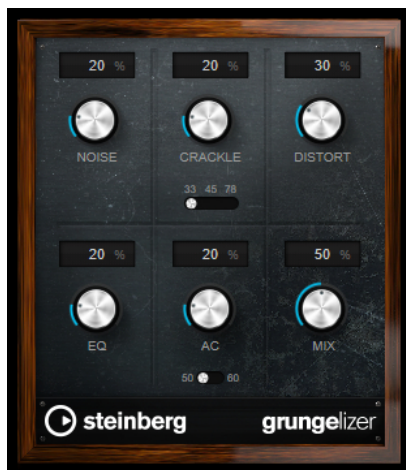 20 % 20 % 30 %
NOISE CRACKLE DISTORT
33 45 78
20 % 20 % 50 %
EQ AC MIX
50 60
steinberg grungelizer